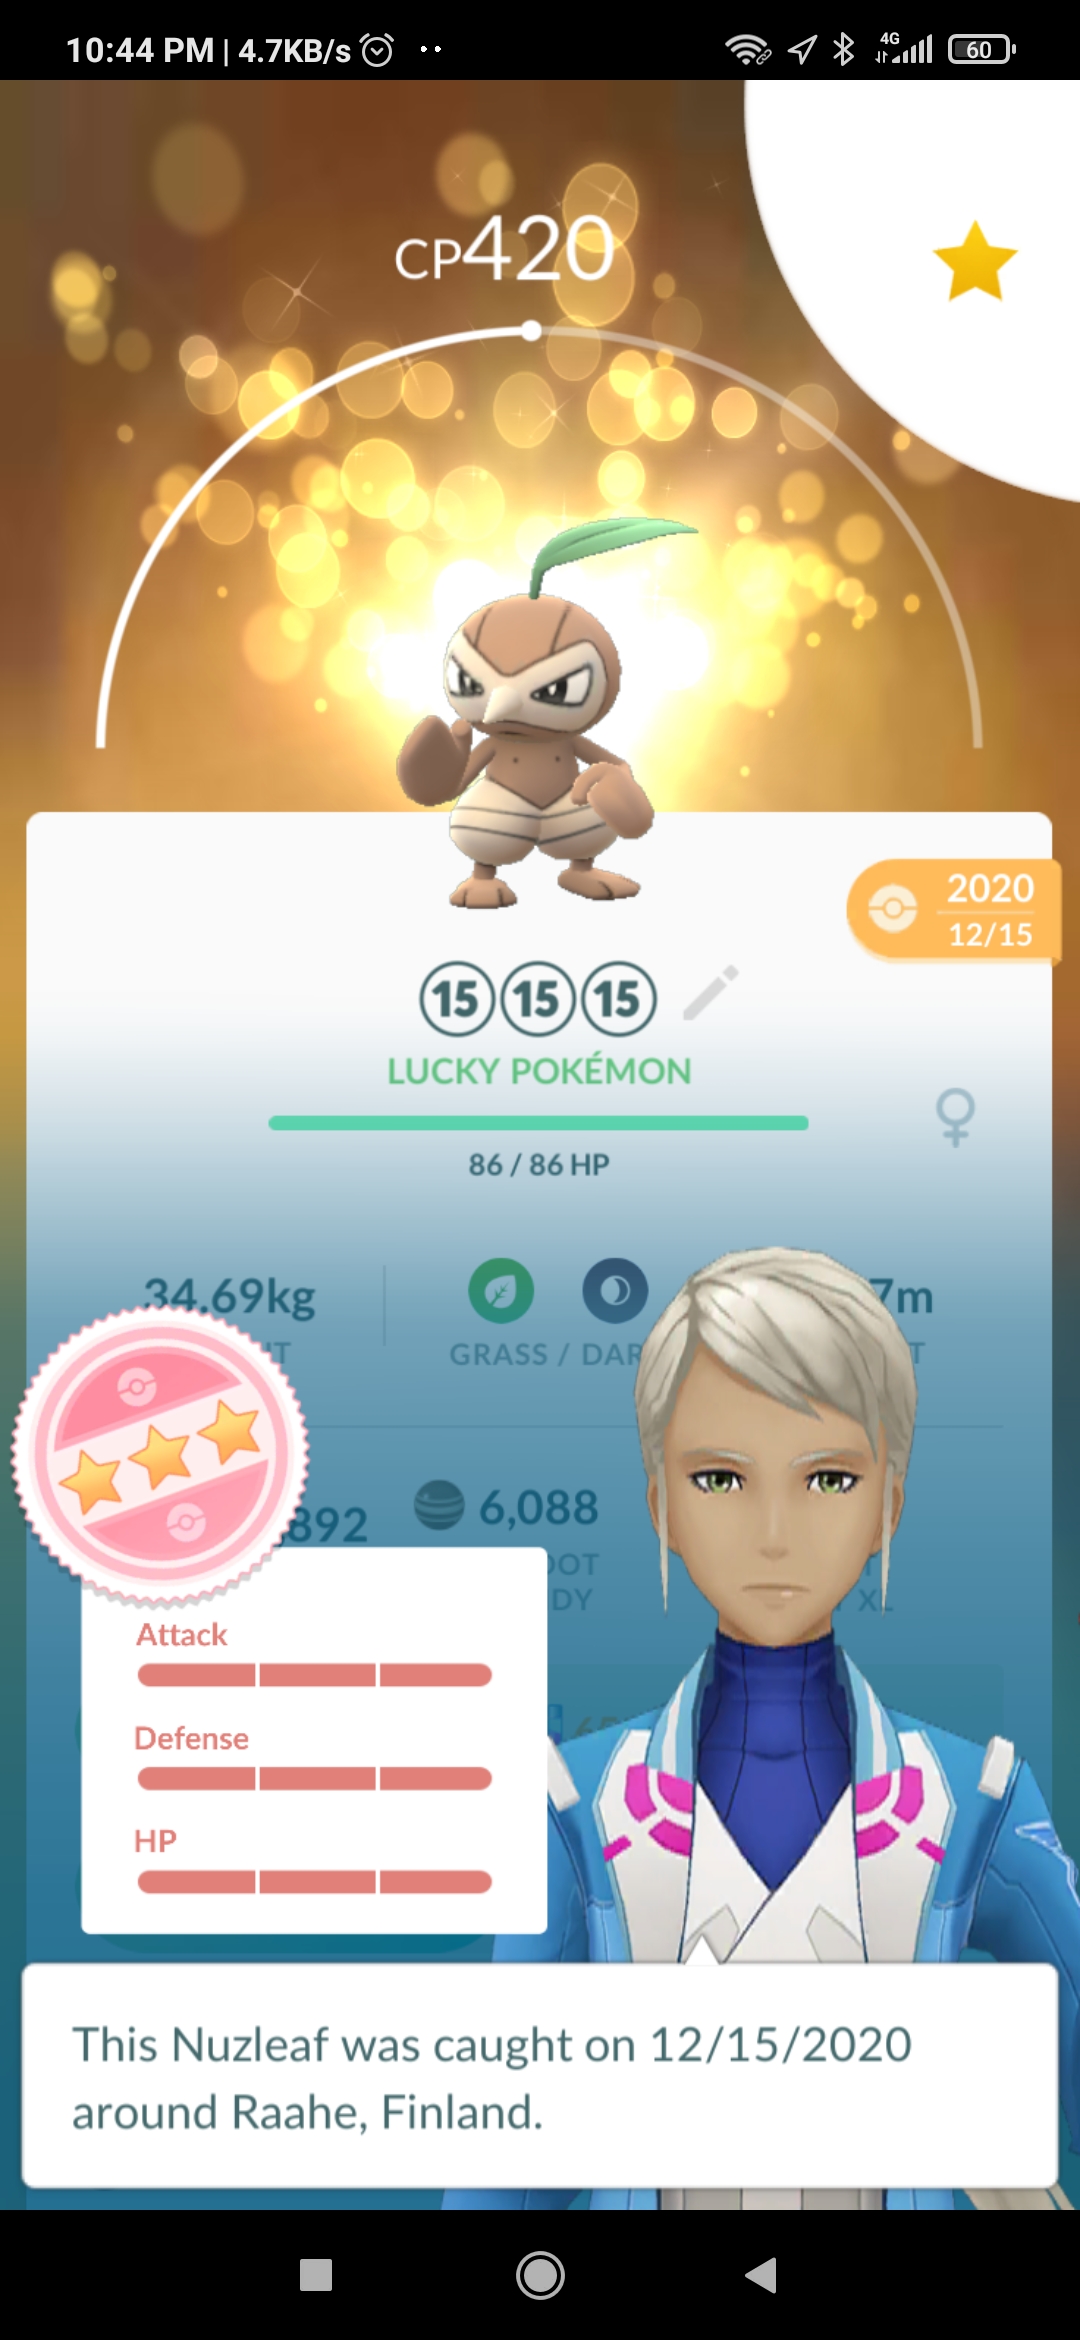 10:44 PM | 4.7KB/s
4G
60
CP420
2020
12/15
15 15 15
LUCKY POKÉMON
86 / 86 HP
34.69kg
7m
GRASS /
892
6,088
XL
Attack
Defense
HP
This Nuzleaf was caught on 12/15/2020
around Raahe, Finland.